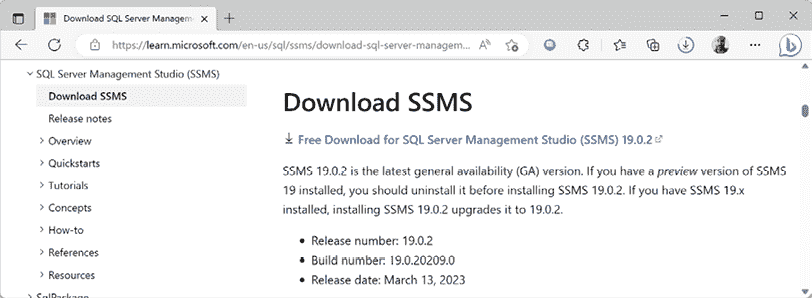 Download SQL Server Managemen
https://learn.microsoft.com/en-us/sql/ssms/download-sql-server-managem...
SQL Server Management Studio (SSMS)
Download SSMS
Release notes
Overview
Quickstarts
Tutorials
Concepts
How-to
References
Resources
SqlPackage
Download SSMS
Free Download for SQL Server Management Studio (SSMS) 19.0.2
SSMS 19.0.2 is the latest general availability (GA) version. If you have a preview version of SSMS
19 installed, you should uninstall it before installing SSMS 19.0.2. If you have SSMS 19.x
installed, installing SSMS 19.0.2 upgrades it to 19.0.2.
• Release number: 19.0.2
• Build number: 19.0.20209.0
• Release date: March 13, 2023